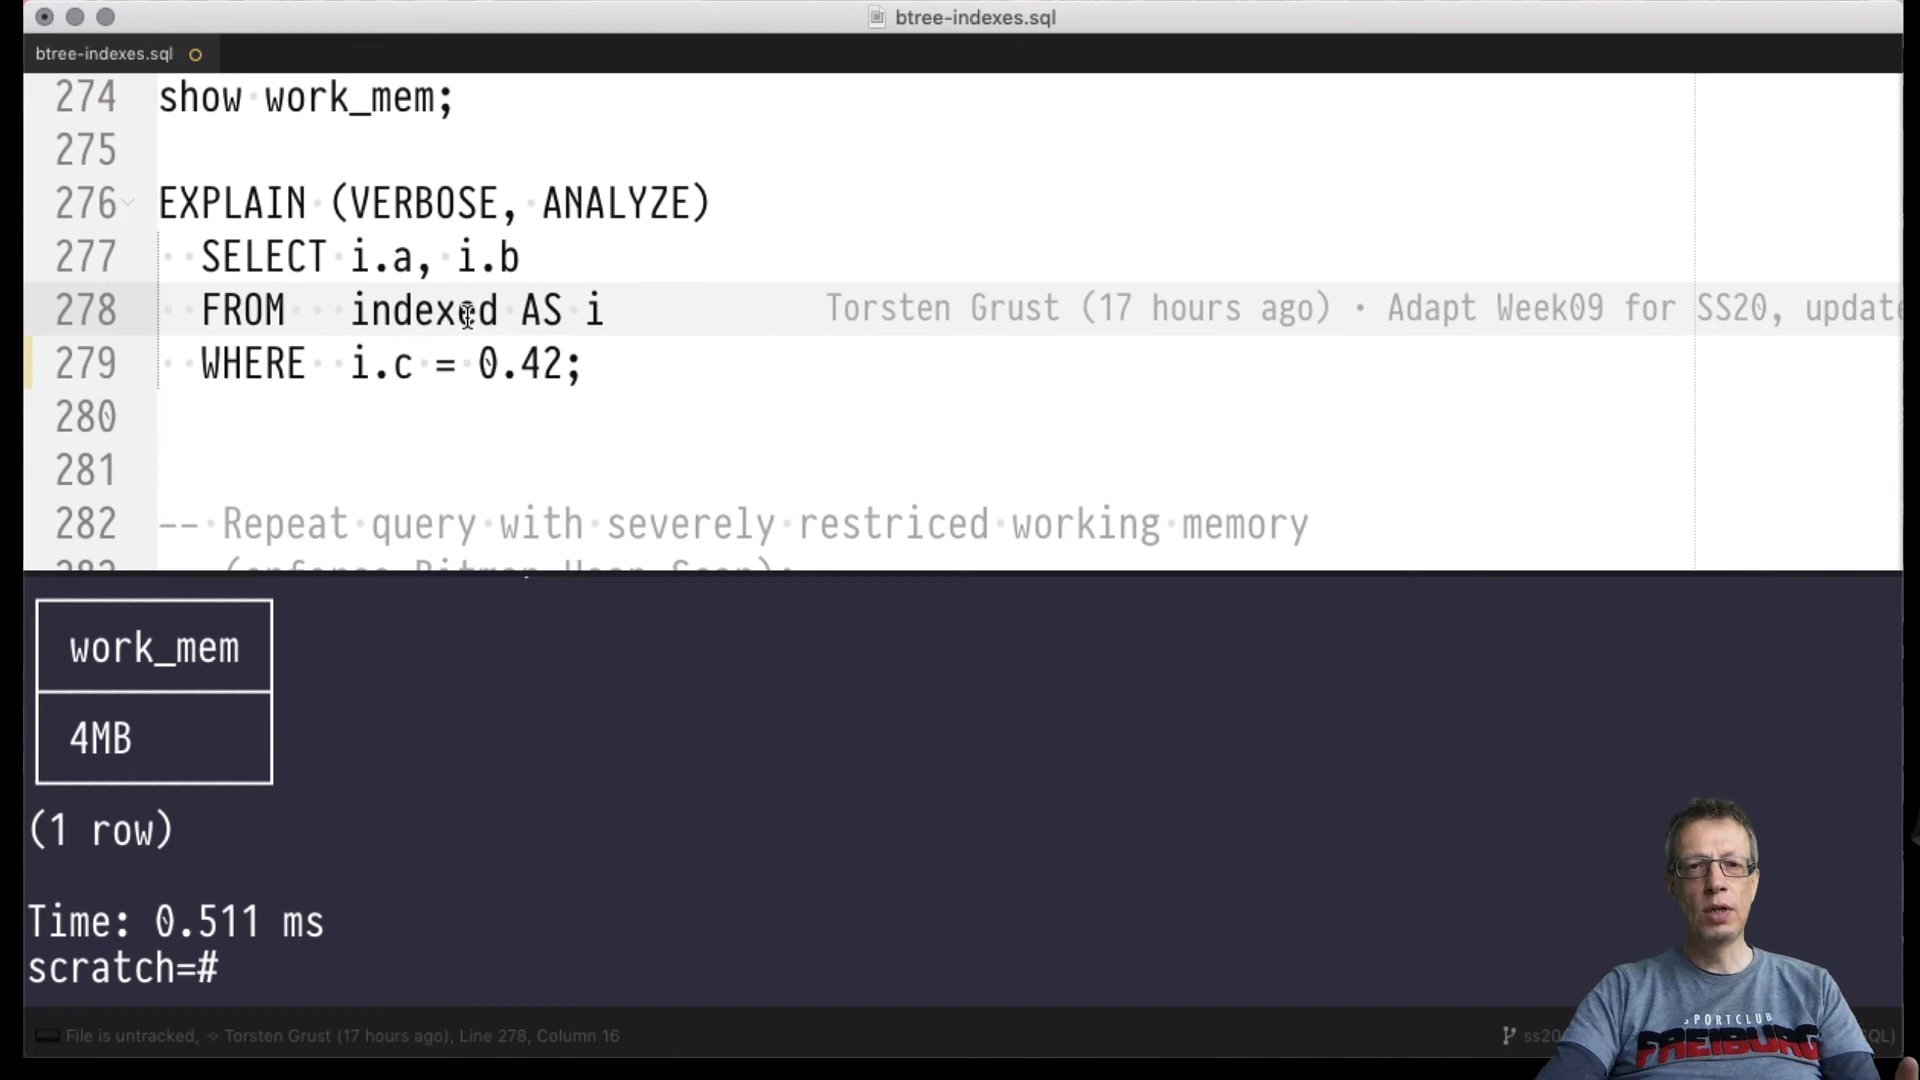 btree-indexes.sql
btree-indexes.sql
274 show work_mem;
275
276 EXPLAIN (VERBOSE, ANALYZE)
277 SELECT i.a, i.b
278 FROM indexed AS i Torsten Grust (17 hours ago) • Adapt Week09 for SS20, update
279 WHERE i.c = 0.42;
280
281
282 -- Repeat query with severely restriced working memory
work_mem
4MB
(1 row)
Time: 0.511 ms
scratch=#
File is untracked, Torsten Grust (17 hours ago), Line 278, Column 16
SPORTCLUB
FREIBURG